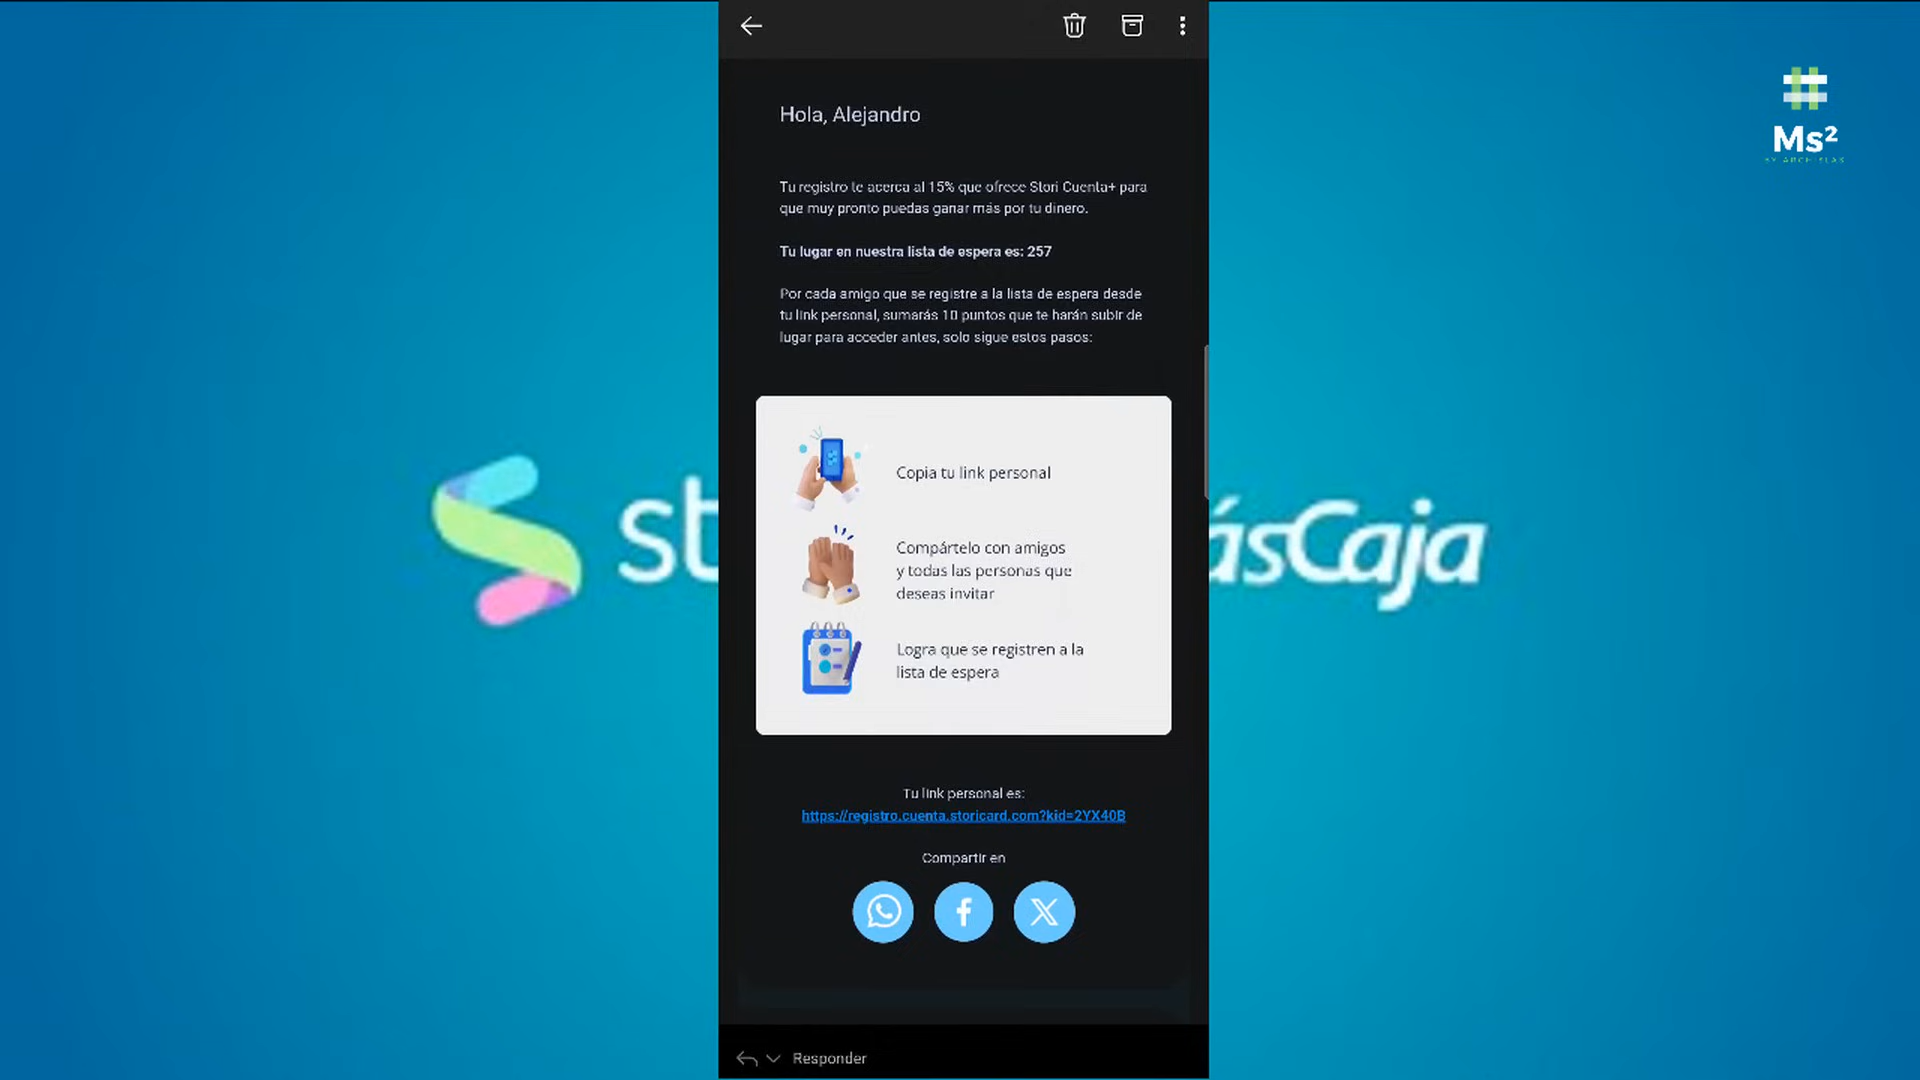 Hola, Alejandro
Tu registro te acerca al 15% que ofrece Stori Cuenta+ para
que muy pronto puedas ganar más por tu dinero.
Tu lugar en nuestra lista de espera es: 257
Por cada amigo que se registre a la lista de espera desde
tu link personal, sumarás 10 puntos que te harán subir de
lugar para acceder antes, solo sigue estos pasos:
Copia tu link personal
Compártelo con amigos
y todas las personas que
deseas invitar
Logra que se registren a la
lista de espera
Tu link personal es:
https://registro.cuenta.storicard.com?kid=2YX40B
Compartir en
Responder
st
ásCaja
Ms²
BY ARCHISLAS